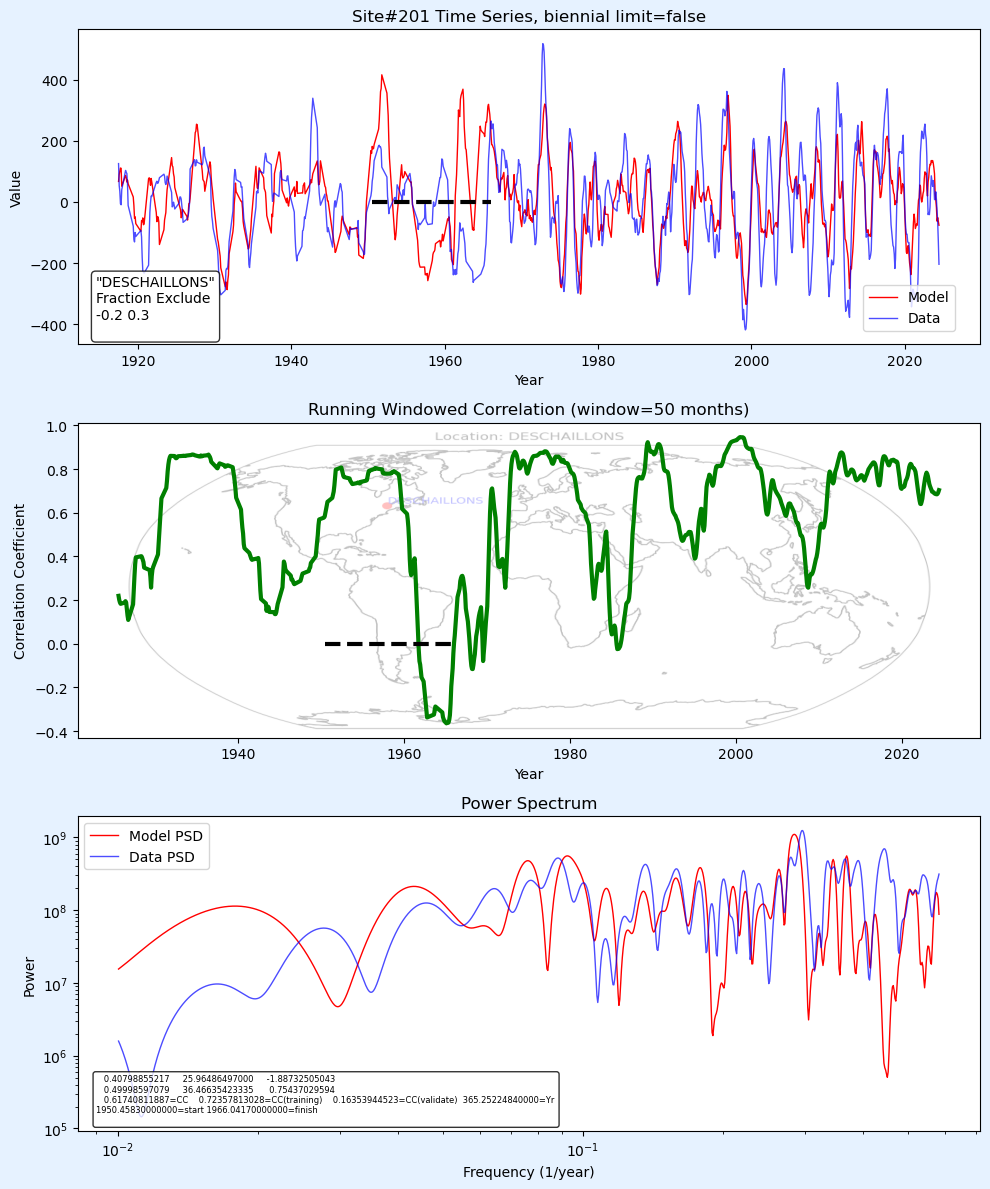 Site#201 Time Series, biennial limit=false
Value
400
200
0
−200
−400
"DESCHAILLONS"
Fraction Exclude
-0.2 0.3
Model
Data
1920
1940
1960
1980
2000
2020
Year
Running Windowed Correlation (window=50 months)
Location: DESCHAILLONS
DESCHAILLONS
Correlation Coefficient
1.0
0.8
0.6
0.4
0.2
0.0
−0.2
−0.4
1940
1960
1980
2000
2020
Year
Power Spectrum
Model PSD
Data PSD
Power
10⁹
10⁸
10⁷
10⁶
10⁵
0.40798855217 25.96486497000 -1.88732505043
0.49998597079 36.46635423335 0.75437029594
0.61740811887=CC 0.72357813028=CC(training) 0.16353944523=CC(validate) 365.25224840000=Yr
1950.45830000000=start 1966.04170000000=finish
10⁻²
10⁻¹
Frequency (1/year)